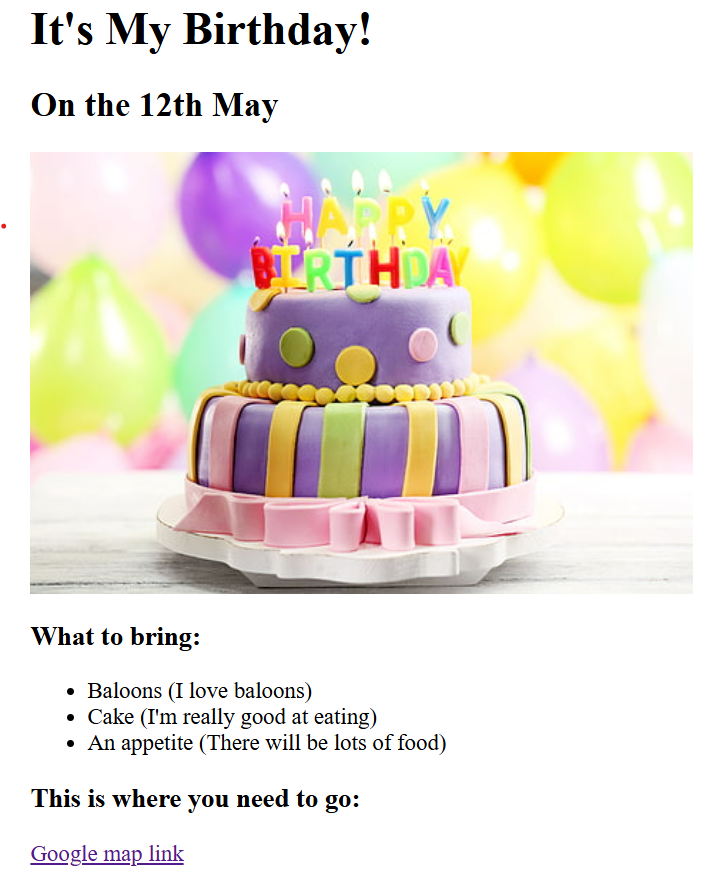 It's My Birthday!
On the 12th May
HAPPY
BIRTHDAY
What to bring:
Baloons (I love baloons)
Cake (I'm really good at eating)
An appetite (There will be lots of food)
This is where you need to go:
Google map link